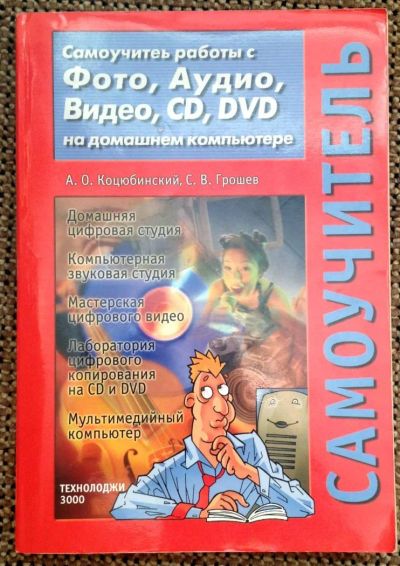 Самоучитеь работы с
Фото, Аудио,
Видео, CD, DVD
на домашнем компьютере
А. О. Коцюбинский, С. В. Грошев
Домашняя
цифровая студия
Компьютерная
звуковая студия
Мастерская
цифрового видео
Лаборатория
цифрового
копирования
на CD и DVD
Мультимедийный
компьютер
ТЕХНОЛОДЖИ
3000
САМОУЧИТЕЛЬ